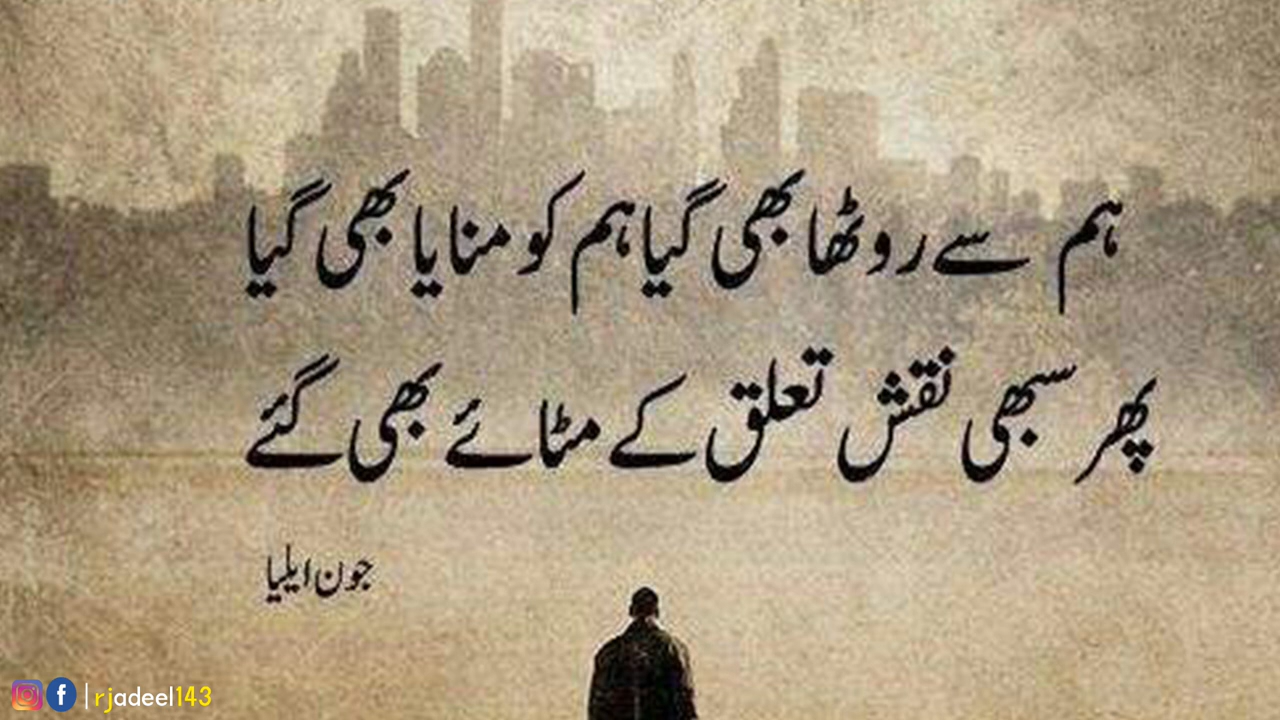 ہم سے روٹھا بھی گیا ہم کو منایا بھی گیا
پھر سبھی نقش تعلق کے مٹائے بھی گئے
جون ایلیا
| rjadeel143